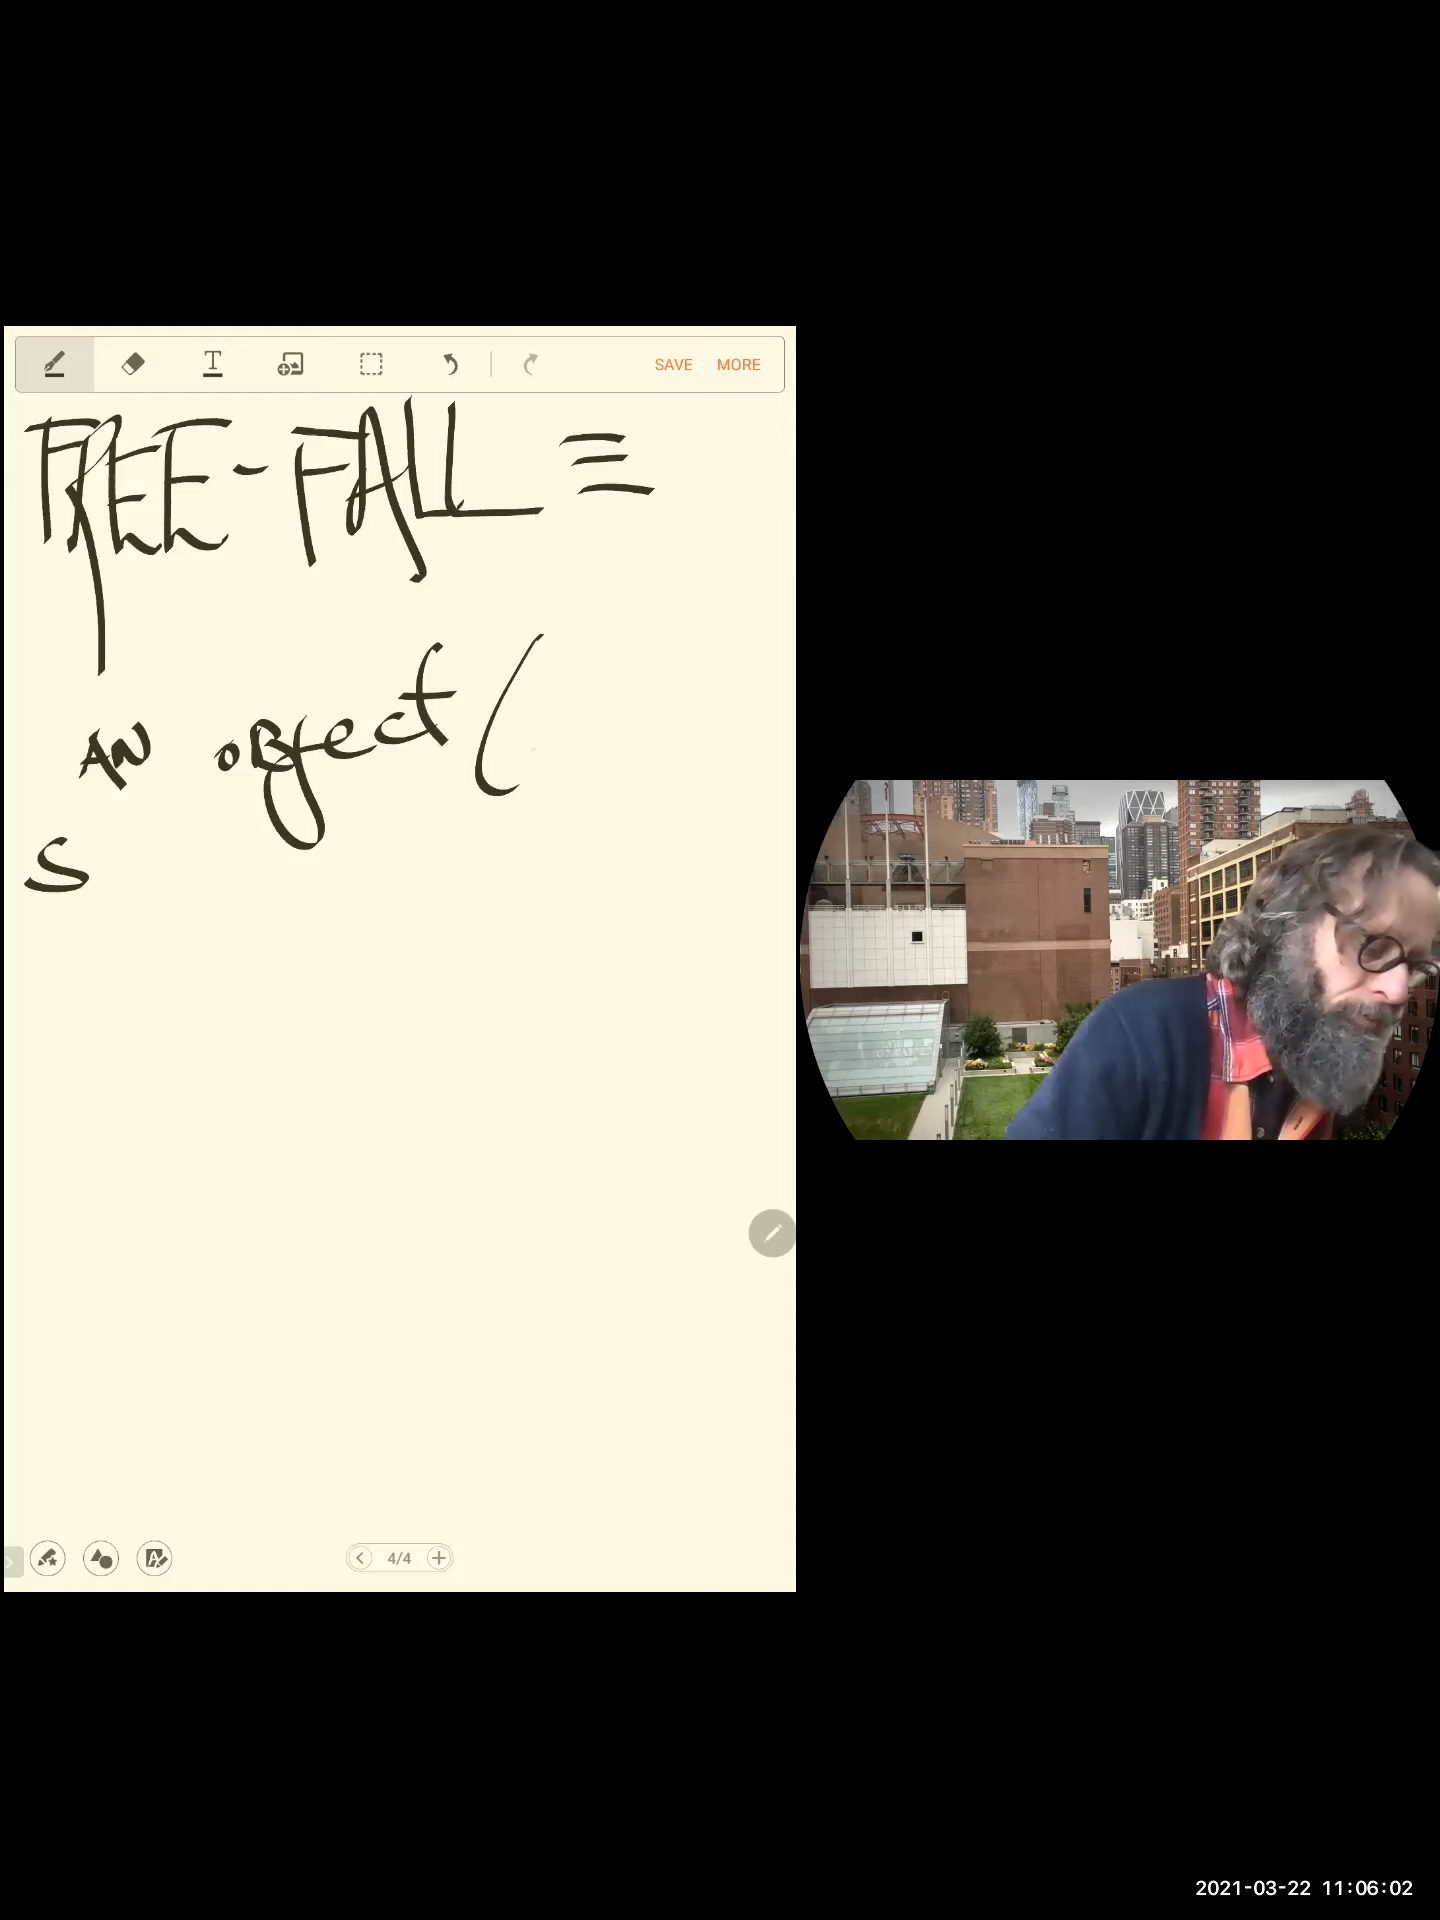 T SAVE MORE
FREE-FALL ≡
AN OBject (
S
A
4/4
2021-03-22 11:06:02